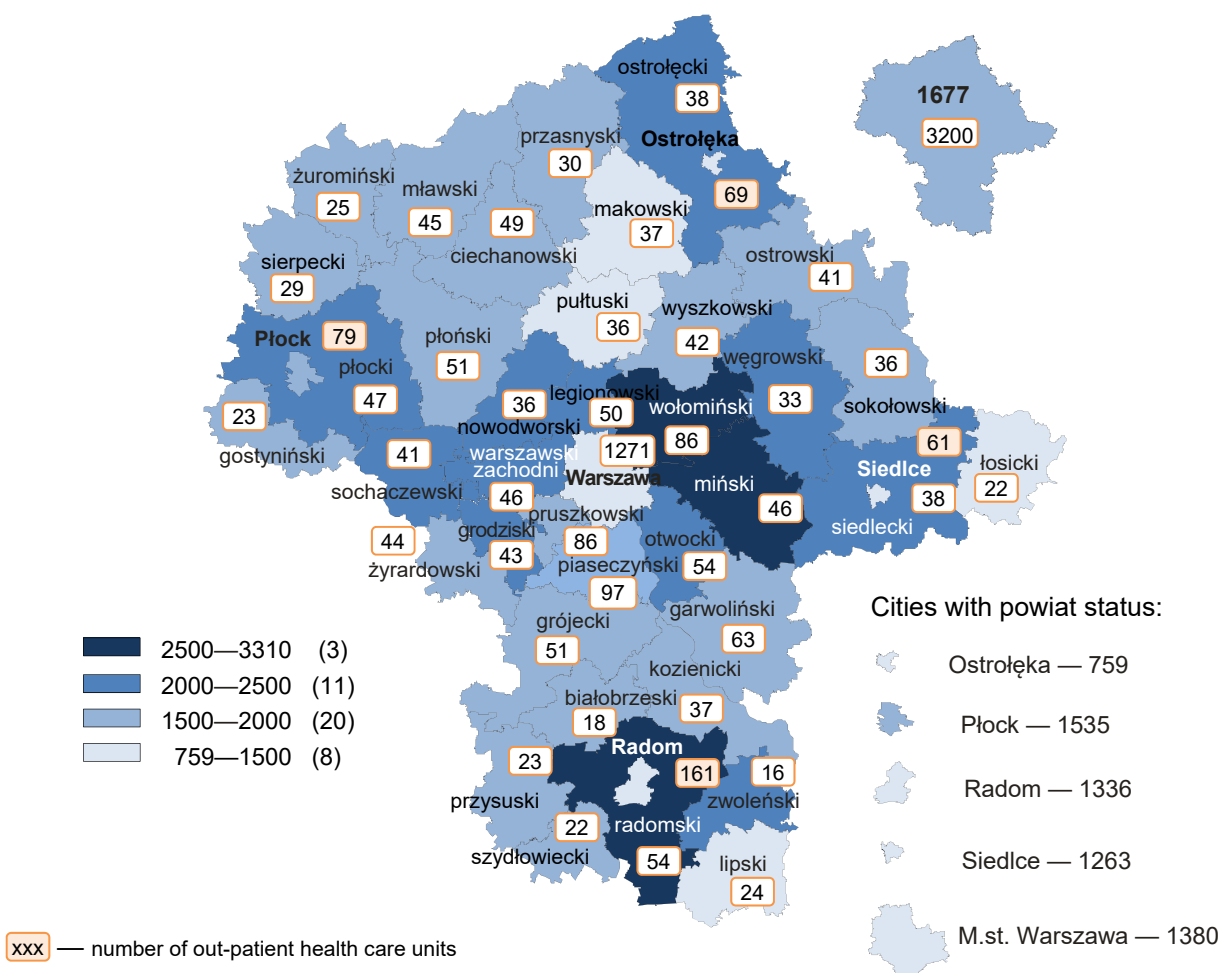 ostrołęcki
38
1677
3200
Ostrołęka
przasnyski
30
69
żuromiński
25
mławski
45
49
ciechanowski
makowski
37
ostrowski
41
sierpecki
29
pułtuski
36
wyszkowski
42
Płock
79
płocki
47
płoński
51
węgrowski
33
36
sokołowski
23
gostyniński
36
nowodworski
legionowski
50
wołomiński
86
61
Siedlce
38
siedlecki
łosicki
22
41
sochaczewski
warszawski
zachodni
46
1271
Warszawa
miński
46
44
żyrardowski
grodziski
43
pruszkowski
86
piaseczyński
97
otwocki
54
garwoliński
63
grójecki
51
kozienicki
37
białobrzeski
18
Radom
161
16
zwoleński
23
przysuski
22
szydłowiecki
radomski
54
lipski
24
2500—3310 (3)
2000—2500 (11)
1500—2000 (20)
759—1500 (8)
Cities with powiat status:
Ostrołęka — 759
Płock — 1535
Radom — 1336
Siedlce — 1263
M.st. Warszawa — 1380
xxx — number of out-patient health care units